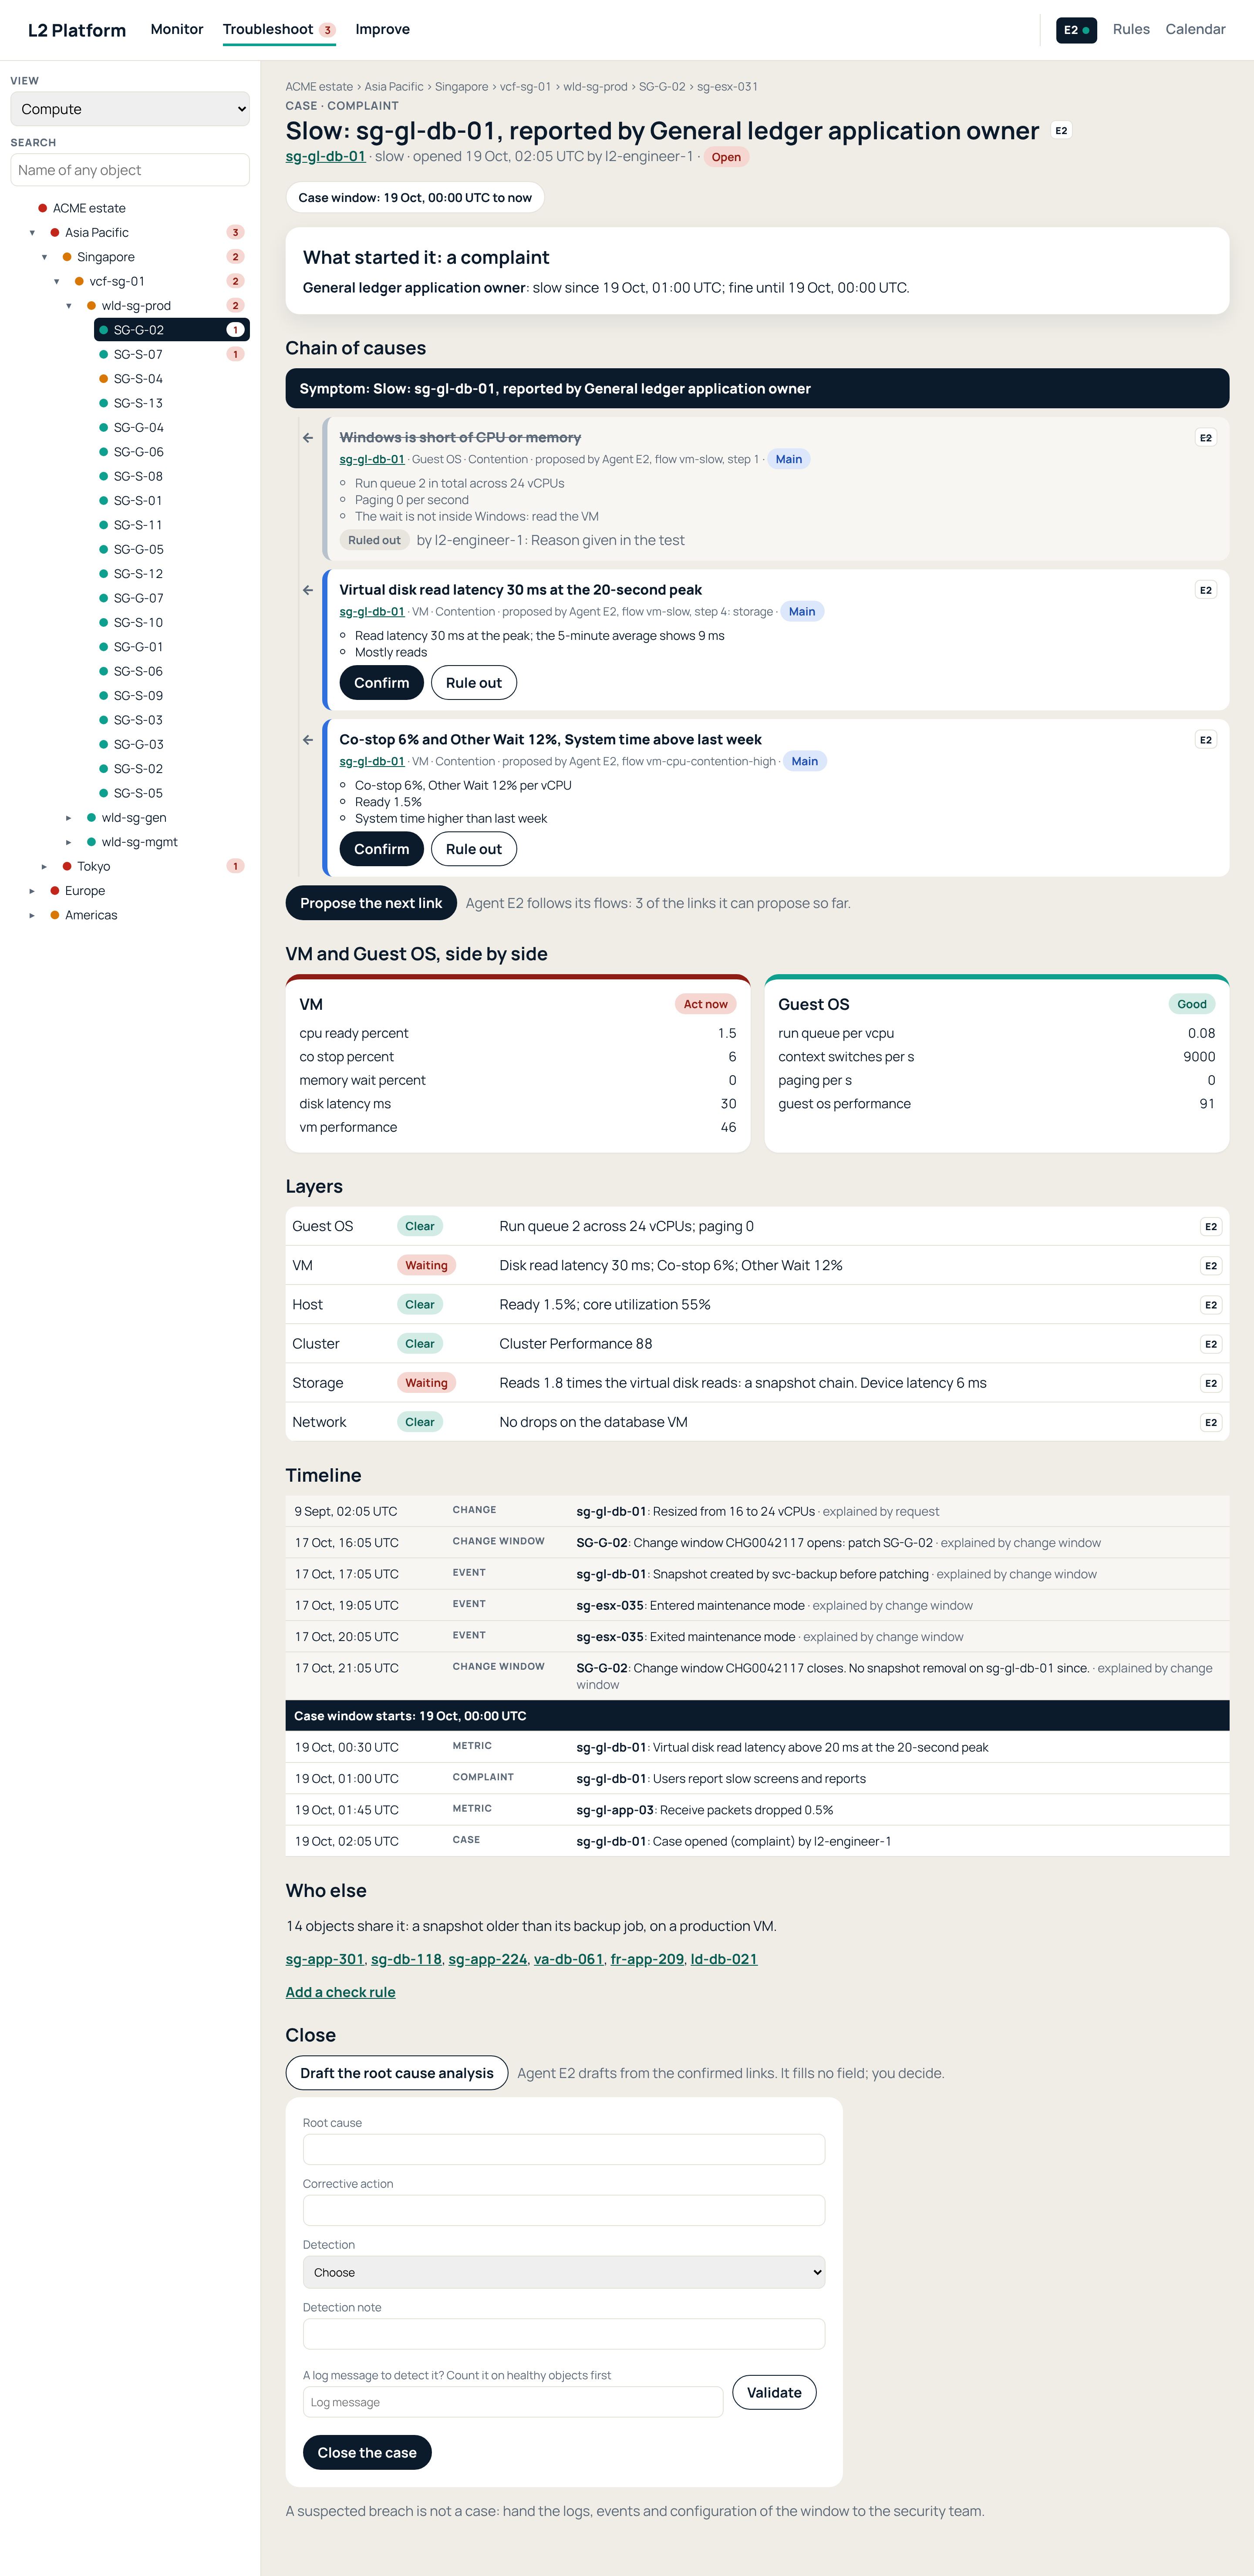 L2 Platform Monitor Troubleshoot 3 Improve E2 Rules Calendar
VIEW
Compute
SEARCH
Name of any object
ACME estate
Asia Pacific 3
Singapore 2
vcf-sg-01 2
wld-sg-prod 2
SG-G-02 1
SG-S-07 1
SG-S-04
SG-S-13
SG-G-04
SG-G-06
SG-S-08
SG-S-01
SG-S-11
SG-G-05
SG-S-12
SG-G-07
SG-S-10
SG-G-01
SG-S-06
SG-S-09
SG-S-03
SG-G-03
SG-S-02
SG-S-05
wld-sg-gen
wld-sg-mgmt
Tokyo 1
Europe
Americas
ACME estate › Asia Pacific › Singapore › vcf-sg-01 › wld-sg-prod › SG-G-02 › sg-esx-031
CASE · COMPLAINT
Slow: sg-gl-db-01, reported by General ledger application owner E2
sg-gl-db-01 · slow · opened 19 Oct, 02:05 UTC by l2-engineer-1 · Open
Case window: 19 Oct, 00:00 UTC to now
What started it: a complaint
General ledger application owner: slow since 19 Oct, 01:00 UTC; fine until 19 Oct, 00:00 UTC.
Chain of causes
Symptom: Slow: sg-gl-db-01, reported by General ledger application owner
← Windows is short of CPU or memory E2
sg-gl-db-01 · Guest OS · Contention · proposed by Agent E2, flow vm-slow, step 1 · Main
Run queue 2 in total across 24 vCPUs
Paging 0 per second
The wait is not inside Windows: read the VM
Ruled out by l2-engineer-1: Reason given in the test
← Virtual disk read latency 30 ms at the 20-second peak E2
sg-gl-db-01 · VM · Contention · proposed by Agent E2, flow vm-slow, step 4: storage · Main
Read latency 30 ms at the peak; the 5-minute average shows 9 ms
Mostly reads
Confirm Rule out
← Co-stop 6% and Other Wait 12%, System time above last week E2
sg-gl-db-01 · VM · Contention · proposed by Agent E2, flow vm-cpu-contention-high · Main
Co-stop 6%, Other Wait 12% per vCPU
Ready 1.5%
System time higher than last week
Confirm Rule out
Propose the next link Agent E2 follows its flows: 3 of the links it can propose so far.
VM and Guest OS, side by side
VM Act now
cpu ready percent 1.5
co stop percent 6
memory wait percent 0
disk latency ms 30
vm performance 46
Guest OS Good
run queue per vcpu 0.08
context switches per s 9000
paging per s 0
guest os performance 91
Layers
Guest OS Clear Run queue 2 across 24 vCPUs; paging 0 E2
VM Waiting Disk read latency 30 ms; Co-stop 6%; Other Wait 12% E2
Host Clear Ready 1.5%; core utilization 55% E2
Cluster Clear Cluster Performance 88 E2
Storage Waiting Reads 1.8 times the virtual disk reads: a snapshot chain. Device latency 6 ms E2
Network Clear No drops on the database VM E2
Timeline
9 Sept, 02:05 UTC CHANGE sg-gl-db-01: Resized from 16 to 24 vCPUs · explained by request
17 Oct, 16:05 UTC CHANGE WINDOW SG-G-02: Change window CHG0042117 opens: patch SG-G-02 · explained by change window
17 Oct, 17:05 UTC EVENT sg-gl-db-01: Snapshot created by svc-backup before patching · explained by change window
17 Oct, 19:05 UTC EVENT sg-esx-035: Entered maintenance mode · explained by change window
17 Oct, 20:05 UTC EVENT sg-esx-035: Exited maintenance mode · explained by change window
17 Oct, 21:05 UTC CHANGE WINDOW SG-G-02: Change window CHG0042117 closes. No snapshot removal on sg-gl-db-01 since. · explained by change
window
Case window starts: 19 Oct, 00:00 UTC
19 Oct, 00:30 UTC METRIC sg-gl-db-01: Virtual disk read latency above 20 ms at the 20-second peak
19 Oct, 01:00 UTC COMPLAINT sg-gl-db-01: Users report slow screens and reports
19 Oct, 01:45 UTC METRIC sg-gl-app-03: Receive packets dropped 0.5%
19 Oct, 02:05 UTC CASE sg-gl-db-01: Case opened (complaint) by l2-engineer-1
Who else
14 objects share it: a snapshot older than its backup job, on a production VM.
sg-app-301, sg-db-118, sg-app-224, va-db-061, fr-app-209, ld-db-021
Add a check rule
Close
Draft the root cause analysis Agent E2 drafts from the confirmed links. It fills no field; you decide.
Root cause
Corrective action
Detection
Choose
Detection note
A log message to detect it? Count it on healthy objects first
Log message Validate
Close the case
A suspected breach is not a case: hand the logs, events and configuration of the window to the security team.